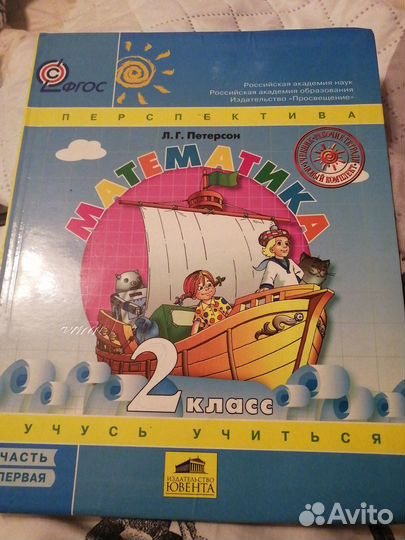 ФГОС
Российская академия наук
Российская академия образования
Издательство «Просвещение»
ПЕРСПЕКТИВА
Л. Г. Петерсон
МАТЕМАТИКА
2 класс
УЧУСЬ УЧИТЬСЯ
ЧАСТЬ
ПЕРВАЯ
ИЗДАТЕЛЬСТВО
ЮВЕНТА
Avito